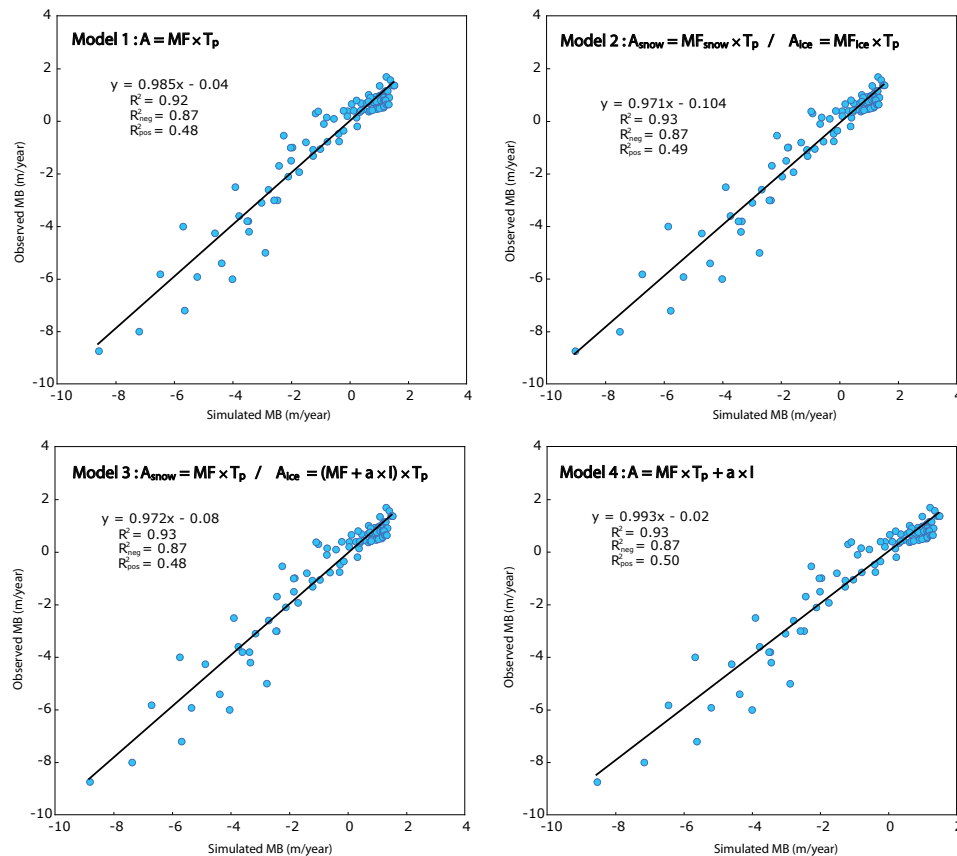 Model 1 : A = MF × Tp
y = 0.985x - 0.04
R² = 0.92
R²neg = 0.87
R²pos = 0.48
Observed MB (m/year)
4
2
0
-2
-4
-6
-8
-10
-10 -8 -6 -4 -2 0 2 4
Simulated MB (m/year)
Model 2 : Asnow = MFsnow × Tp / Aice = MFice × Tp
y = 0.971x - 0.104
R² = 0.93
R²neg = 0.87
R²pos = 0.49
Observed MB (m/year)
4
2
0
-2
-4
-6
-8
-10
-10 -8 -6 -4 -2 0 2 4
Simulated MB (m/year)
Model 3 : Asnow = MF × Tp / Aice = (MF + a × I) × Tp
y = 0.972x - 0.08
R² = 0.93
R²neg = 0.87
R²pos = 0.48
Observed MB (m/year)
4
2
0
-2
-4
-6
-8
-10
-10 -8 -6 -4 -2 0 2 4
Simulated MB (m/year)
Model 4 : A = MF × Tp + a × I
y = 0.993x - 0.02
R² = 0.93
R²neg = 0.87
R²pos = 0.50
Observed MB (m/year)
4
2
0
-2
-4
-6
-8
-10
-10 -8 -6 -4 -2 0 2
Simulated MB (m/year)